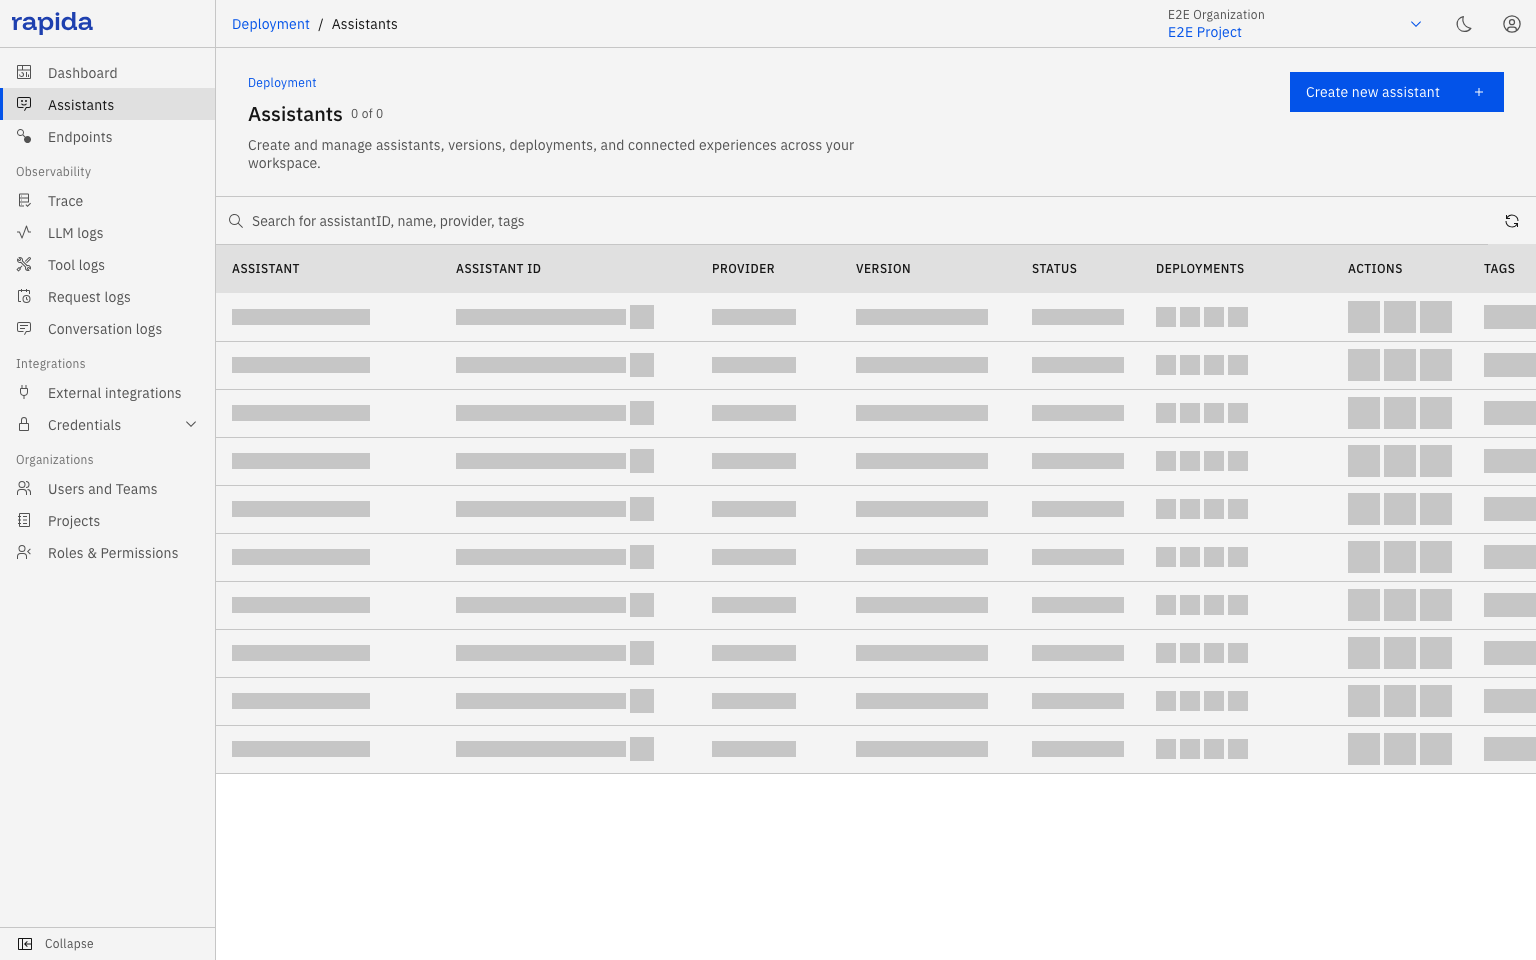 rapida
Deployment / Assistants
E2E Organization
E2E Project
Dashboard
Assistants
Endpoints
Observability
Trace
LLM logs
Tool logs
Request logs
Conversation logs
Integrations
External integrations
Credentials
Organizations
Users and Teams
Projects
Roles & Permissions
Collapse
Deployment
Assistants 0 of 0
Create and manage assistants, versions, deployments, and connected experiences across your
workspace.
Create new assistant +
Search for assistantID, name, provider, tags
ASSISTANT ASSISTANT ID PROVIDER VERSION STATUS DEPLOYMENTS ACTIONS TAGS